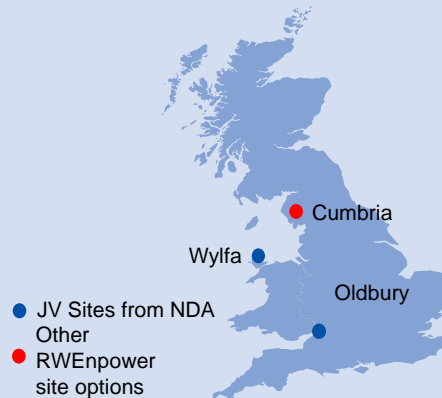 Cumbria
Wylfa
Oldbury
JV Sites from NDA
Other
RWEnpower
site options